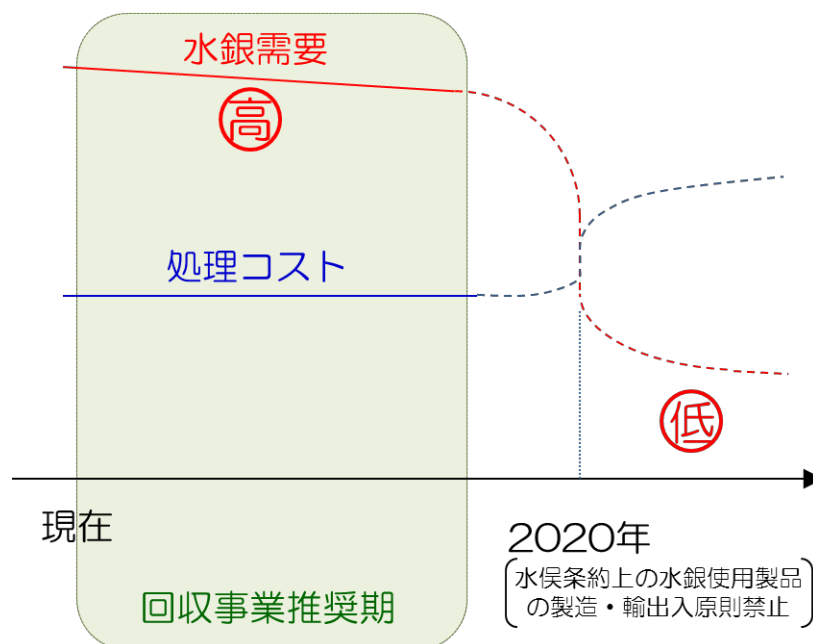 水銀需要
高
処理コスト
低
現在
2020年
水俣条約上の水銀使用製品
の製造・輸出入原則禁止
回収事業推奨期